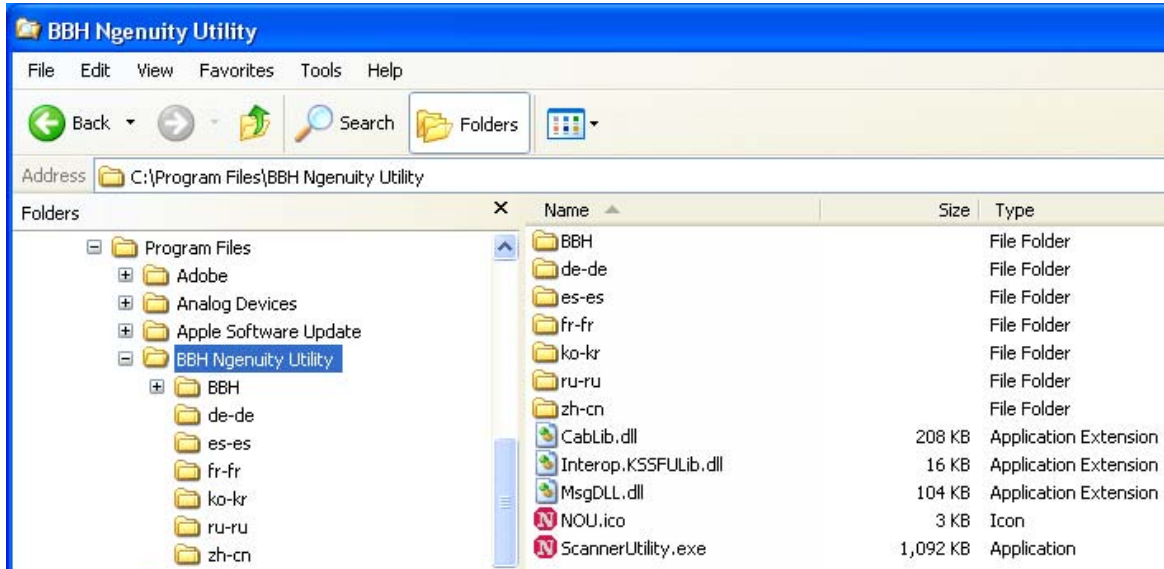 BBH Ngenuity Utility
File Edit View Favorites Tools Help
Back Search Folders
Address C:\Program Files\BBH Ngenuity Utility
Folders X
Program Files
Adobe
Analog Devices
Apple Software Update
BBH Ngenuity Utility
BBH
de-de
es-es
fr-fr
ko-kr
ru-ru
zh-cn
Name Size Type
BBH File Folder
de-de File Folder
es-es File Folder
fr-fr File Folder
ko-kr File Folder
ru-ru File Folder
zh-cn File Folder
CabLib.dll 208 KB Application Extension
Interop.KSSFULib.dll 16 KB Application Extension
MsgDLL.dll 104 KB Application Extension
N NOU.ico 3 KB Icon
N ScannerUtility.exe 1,092 KB Application